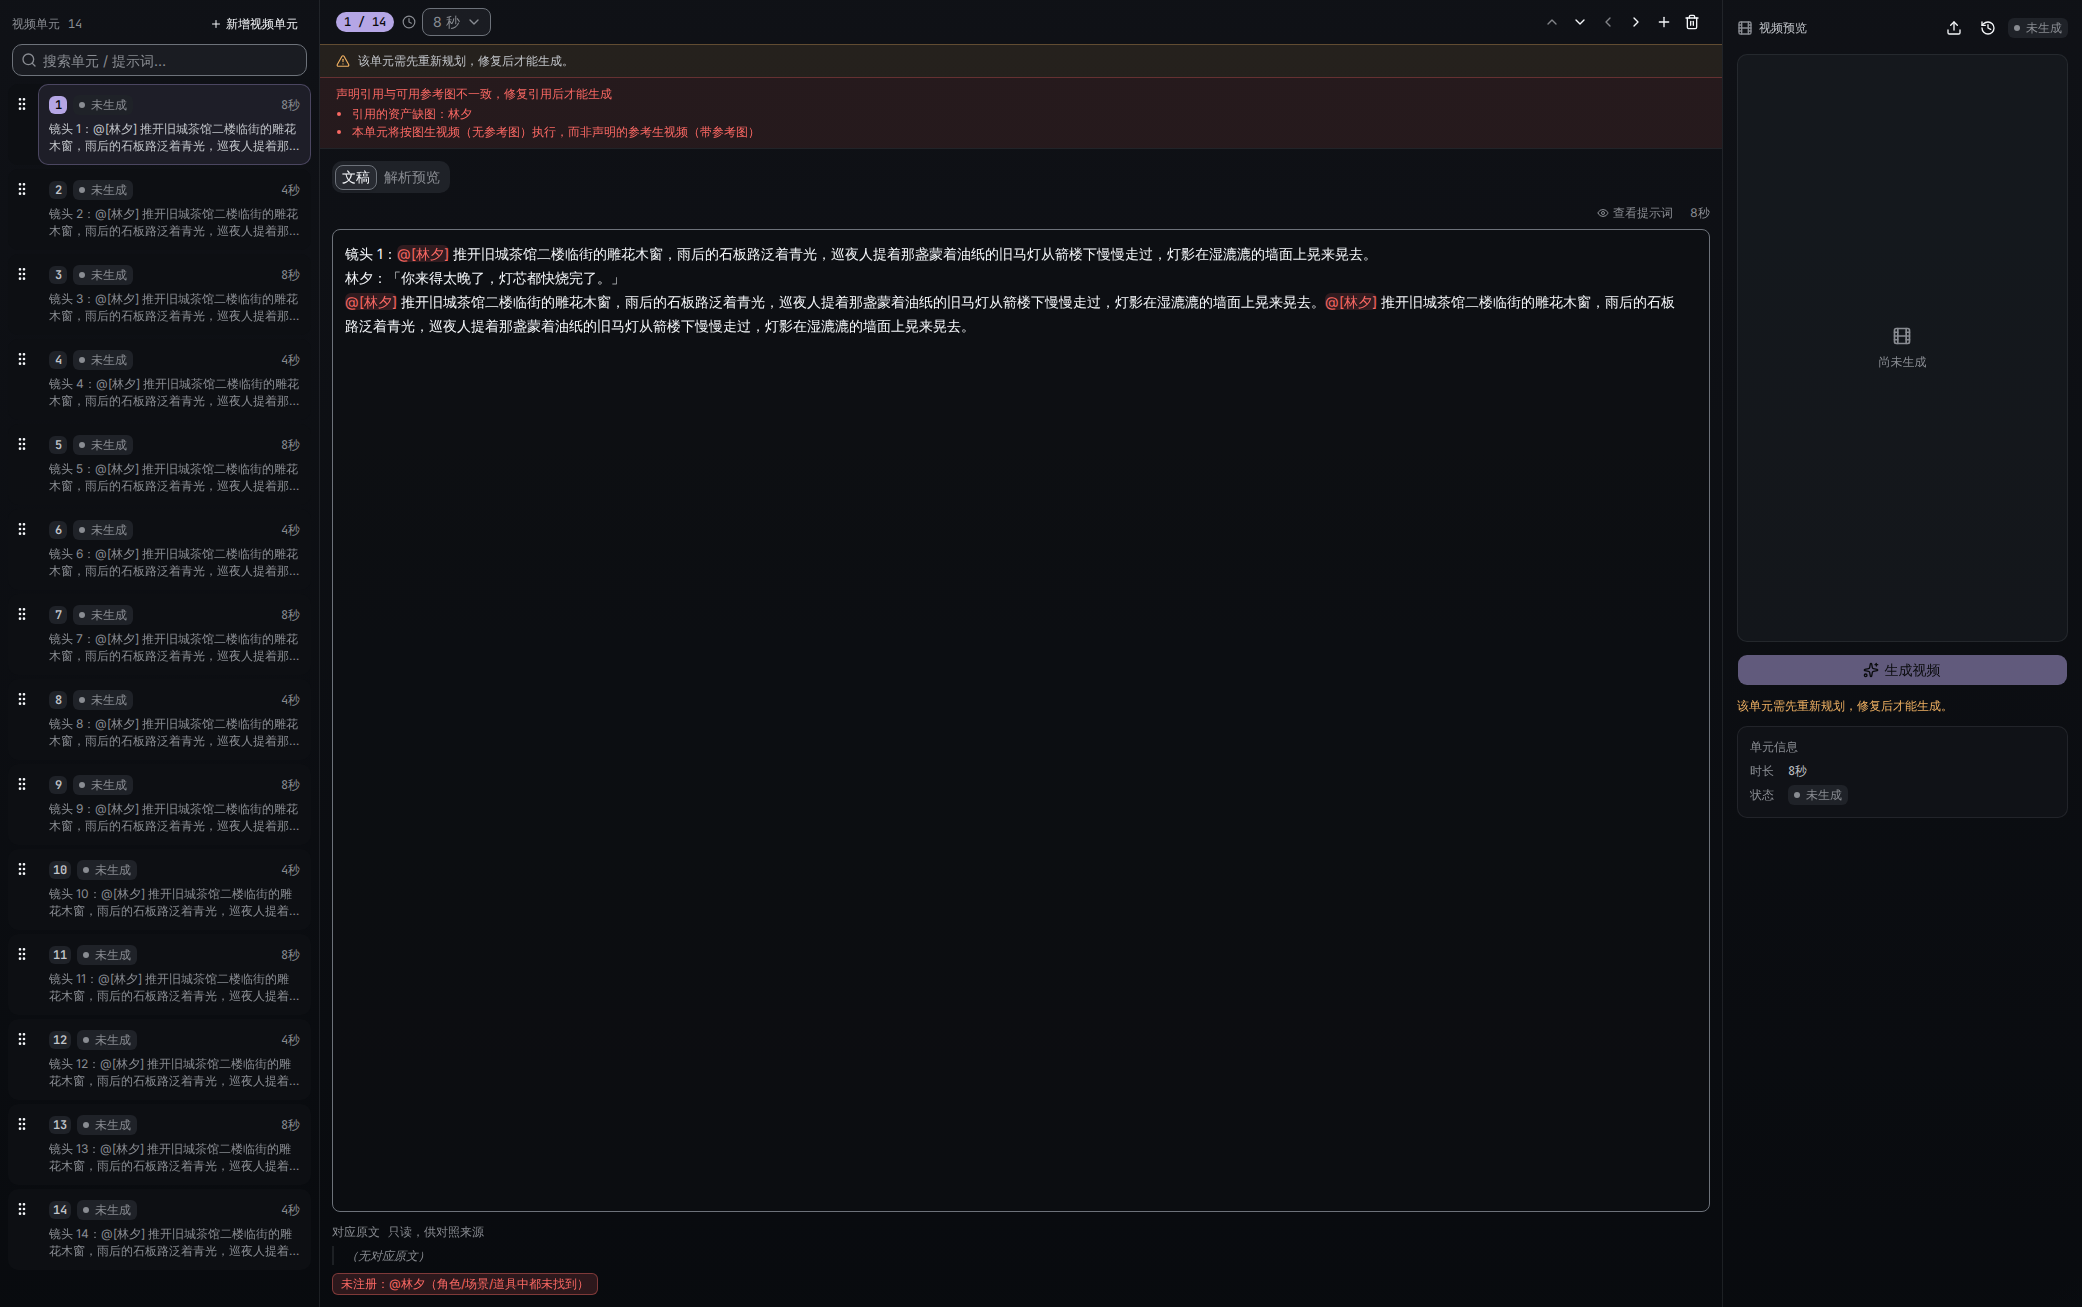 视频单元 14
+ 新增视频单元
搜索单元 / 提示词...
1 未生成 8秒
镜头 1：@[林夕] 推开旧城茶馆二楼临街的雕花
木窗，雨后的石板路泛着青光，巡夜人提着那...
2 未生成 4秒
镜头 2：@[林夕] 推开旧城茶馆二楼临街的雕花
木窗，雨后的石板路泛着青光，巡夜人提着那...
3 未生成 8秒
镜头 3：@[林夕] 推开旧城茶馆二楼临街的雕花
木窗，雨后的石板路泛着青光，巡夜人提着那...
4 未生成 4秒
镜头 4：@[林夕] 推开旧城茶馆二楼临街的雕花
木窗，雨后的石板路泛着青光，巡夜人提着那...
5 未生成 8秒
镜头 5：@[林夕] 推开旧城茶馆二楼临街的雕花
木窗，雨后的石板路泛着青光，巡夜人提着那...
6 未生成 4秒
镜头 6：@[林夕] 推开旧城茶馆二楼临街的雕花
木窗，雨后的石板路泛着青光，巡夜人提着那...
7 未生成 8秒
镜头 7：@[林夕] 推开旧城茶馆二楼临街的雕花
木窗，雨后的石板路泛着青光，巡夜人提着那...
8 未生成 4秒
镜头 8：@[林夕] 推开旧城茶馆二楼临街的雕花
木窗，雨后的石板路泛着青光，巡夜人提着那...
9 未生成 8秒
镜头 9：@[林夕] 推开旧城茶馆二楼临街的雕花
木窗，雨后的石板路泛着青光，巡夜人提着那...
10 未生成 4秒
镜头 10：@[林夕] 推开旧城茶馆二楼临街的雕
花木窗，雨后的石板路泛着青光，巡夜人提着...
11 未生成 8秒
镜头 11：@[林夕] 推开旧城茶馆二楼临街的雕
花木窗，雨后的石板路泛着青光，巡夜人提着...
12 未生成 4秒
镜头 12：@[林夕] 推开旧城茶馆二楼临街的雕
花木窗，雨后的石板路泛着青光，巡夜人提着...
13 未生成 8秒
镜头 13：@[林夕] 推开旧城茶馆二楼临街的雕
花木窗，雨后的石板路泛着青光，巡夜人提着...
14 未生成 4秒
镜头 14：@[林夕] 推开旧城茶馆二楼临街的雕
花木窗，雨后的石板路泛着青光，巡夜人提着...
1 / 14 8 秒
该单元需先重新规划，修复后才能生成。
声明引用与可用参考图不一致，修复引用后才能生成
• 引用的资产缺图：林夕
• 本单元将按图生视频（无参考图）执行，而非声明的参考生视频（带参考图）
文稿 解析预览
查看提示词 8秒
镜头 1：@[林夕] 推开旧城茶馆二楼临街的雕花木窗，雨后的石板路泛着青光，巡夜人提着那盏蒙着油纸的旧马灯从箭楼下慢慢走过，灯影在湿漉漉的墙面上晃来晃去。
林夕：「你来得太晚了，灯芯都快烧完了。」
@[林夕] 推开旧城茶馆二楼临街的雕花木窗，雨后的石板路泛着青光，巡夜人提着那盏蒙着油纸的旧马灯从箭楼下慢慢走过，灯影在湿漉漉的墙面上晃来晃去。@[林夕] 推开旧城茶馆二楼临街的雕花木窗，雨后的石板
路泛着青光，巡夜人提着那盏蒙着油纸的旧马灯从箭楼下慢慢走过，灯影在湿漉漉的墙面上晃来晃去。
对应原文 只读，供对照来源
（无对应原文）
未注册：@林夕（角色/场景/道具中都未找到）
视频预览 未生成
尚未生成
生成视频
该单元需先重新规划，修复后才能生成。
单元信息
时长 8秒
状态 未生成